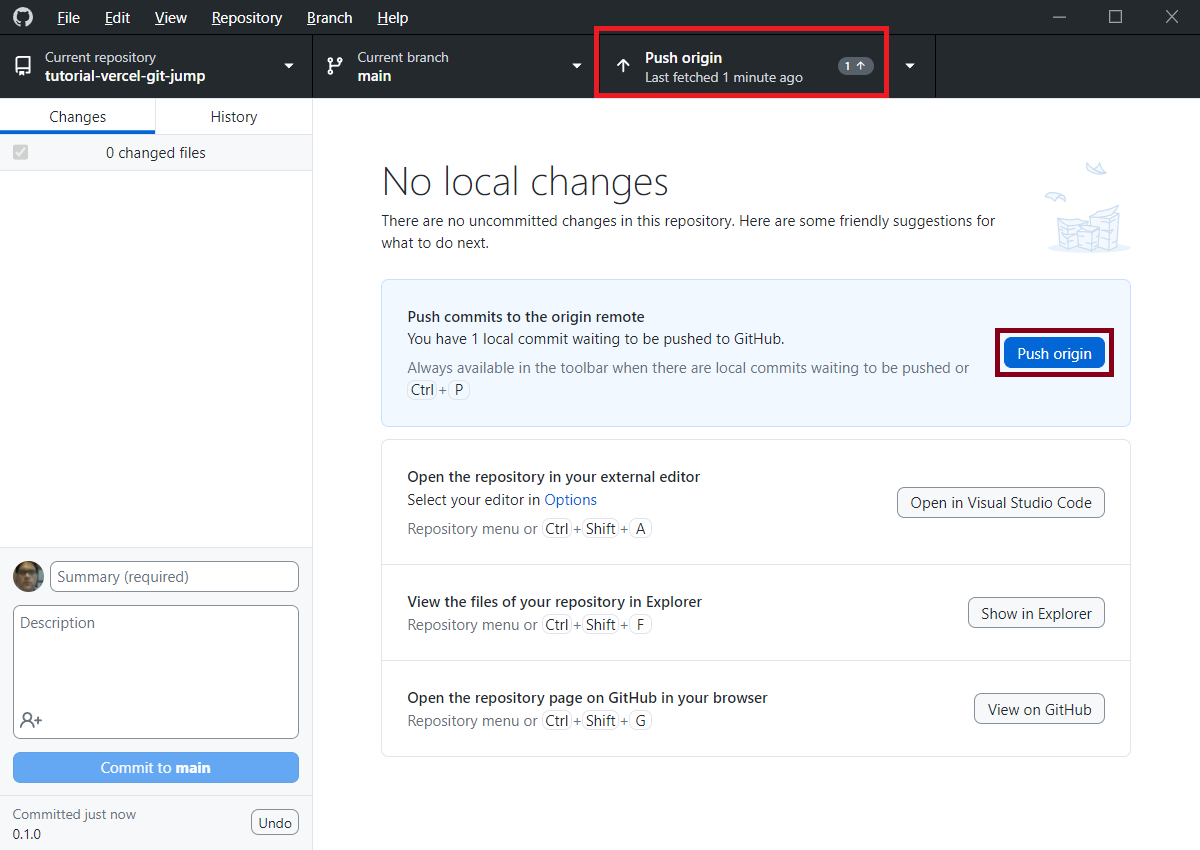 File Edit View Repository Branch Help
Current repository
tutorial-vercel-git-jump
Current branch
main
Push origin
Last fetched 1 minute ago
1
Changes
History
0 changed files
No local changes
There are no uncommitted changes in this repository. Here are some friendly suggestions for
what to do next.
Push commits to the origin remote
You have 1 local commit waiting to be pushed to GitHub.
Always available in the toolbar when there are local commits waiting to be pushed or
Ctrl + P
Push origin
Open the repository in your external editor
Select your editor in Options
Repository menu or Ctrl + Shift + A
Open in Visual Studio Code
View the files of your repository in Explorer
Repository menu or Ctrl + Shift + F
Show in Explorer
Open the repository page on GitHub in your browser
Repository menu or Ctrl + Shift + G
View on GitHub
Summary (required)
Description
Commit to main
Committed just now
0.1.0
Undo